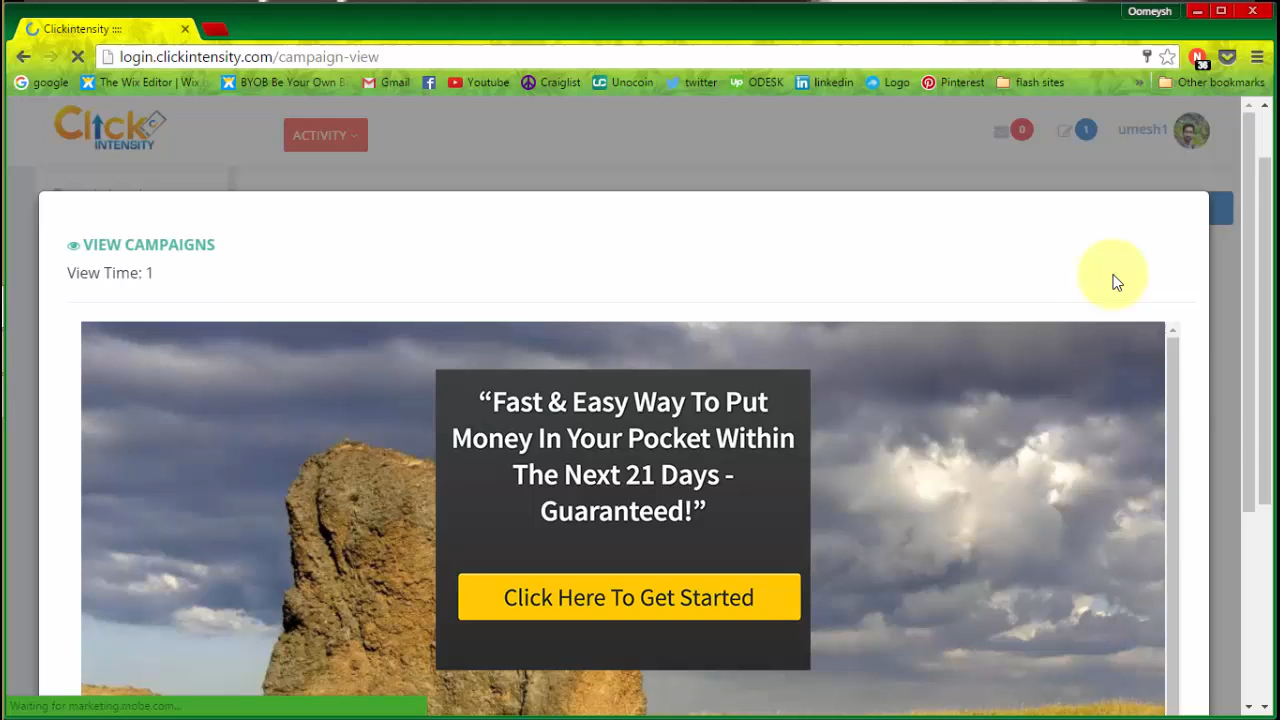 Oomeysh
Clickintensity ::::
login.clickintensity.com/campaign-view
N
36
google
The Wix Editor | Wix
BYOB Be Your Own B
Gmail
Youtube
Craiglist
Unocoin
twitter
ODESK
linkedin
Logo
Pinterest
flash sites
»
Other bookmarks
Click
INTENSITY
ACTIVITY
0
1
umesh1
VIEW CAMPAIGNS
View Time: 1
“Fast & Easy Way To Put
Money In Your Pocket Within
The Next 21 Days -
Guaranteed!”
Click Here To Get Started
Waiting for marketing.mobe.com...